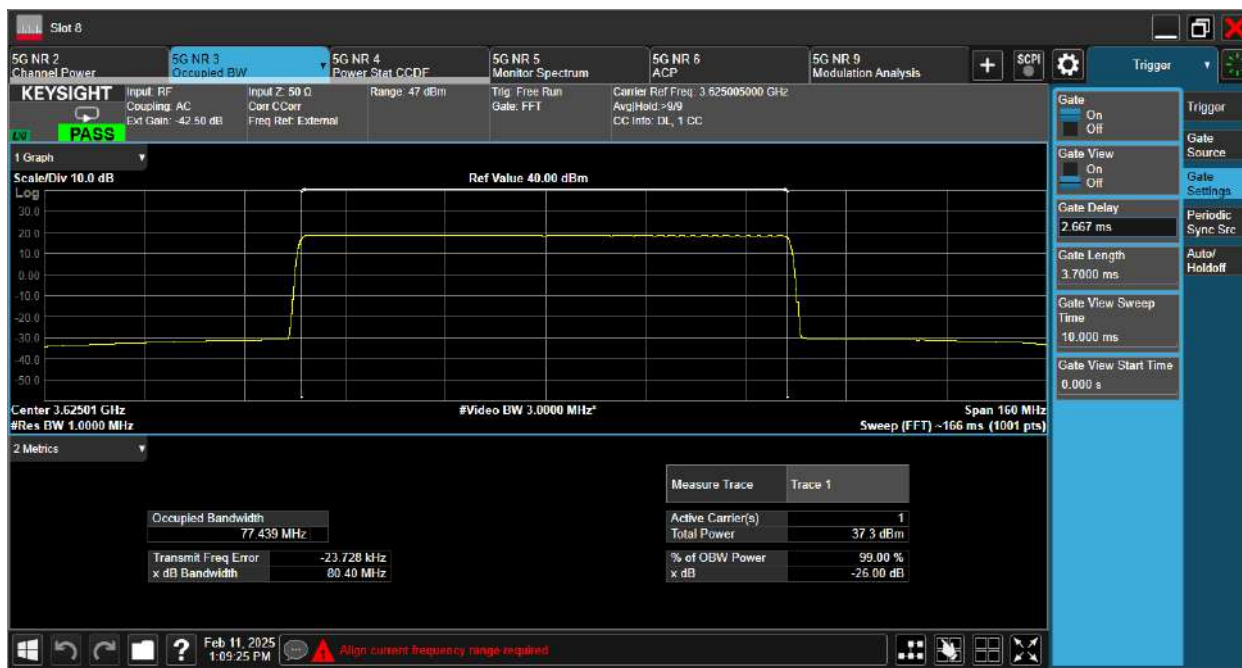 Slot 8
5G NR 2
Channel Power
5G NR 3
Occupied BW
5G NR 4
Power Stat CCDF
5G NR 5
Monitor Spectrum
5G NR 6
ACP
5G NR 9
Modulation Analysis
SCPI
Trigger
KEYSIGHT
LXI
PASS
Input: RF
Coupling: AC
Ext Gain: -42.50 dB
Input Z: 50 Ω
Corr CCorr
Freq Ref: External
Range: 47 dBm
Trig: Free Run
Gate: FFT
Carrier Ref Freq: 3.625005000 GHz
Avg|Hold:>9/9
CC Info: DL, 1 CC
1 Graph
Scale/Div 10.0 dB
Ref Value 40.00 dBm
Log
30.0
20.0
10.0
0.00
-10.0
-20.0
-30.0
-40.0
-50.0
Center 3.62501 GHz
#Video BW 3.0000 MHz*
Span 160 MHz
#Res BW 1.0000 MHz
Sweep (FFT) ~166 ms (1001 pts)
2 Metrics
Measure Trace Trace 1
Occupied Bandwidth
77.439 MHz
Active Carrier(s) 1
Total Power 37.3 dBm
Transmit Freq Error -23.728 kHz
x dB Bandwidth 80.40 MHz
% of OBW Power 99.00 %
x dB -26.00 dB
Gate
On
Off
Gate View
On
Off
Gate Delay
2.667 ms
Gate Length
3.7000 ms
Gate View Sweep
Time
10.000 ms
Gate View Start Time
0.000 s
Trigger
Gate
Source
Gate
Settings
Periodic
Sync Src
Auto/
Holdoff
?
Feb 11, 2025
1:09:25 PM
Align current frequency range required